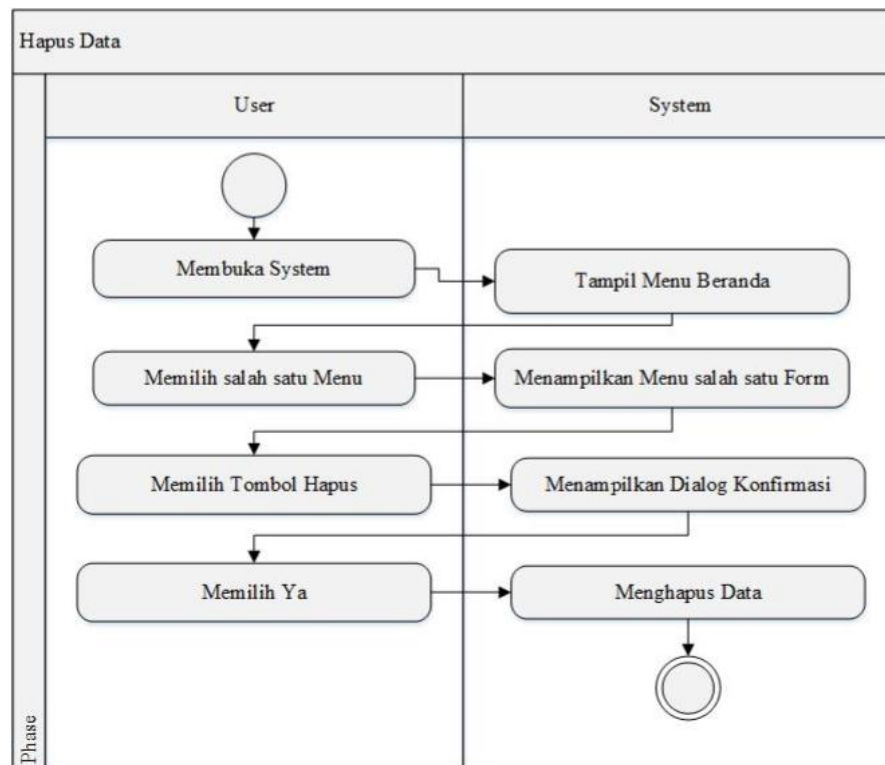 Hapus Data
User
System
Membuka System
Tampil Menu Beranda
Memilih salah satu Menu
Menampilkan Menu salah satu Form
Memilih Tombol Hapus
Menampilkan Dialog Konfirmasi
Memilih Ya
Menghapus Data
Phase